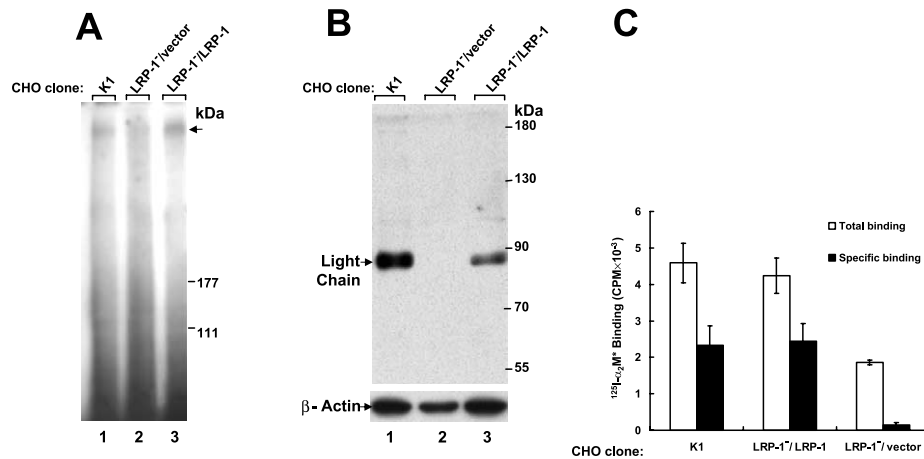 A
CHO clone:
K1
LRP-1⁻/vector
LRP-1⁻/LRP-1
kDa
177
111
1 2 3
B
CHO clone:
K1
LRP-1⁻/vector
LRP-1⁻/LRP-1
kDa
180
130
90
Light
Chain
70
55
β- Actin
1 2 3
C
Total binding
Specific binding
¹²⁵I-α₂M* Binding (CPM×10⁻³)
6
5
4
3
2
1
0
CHO clone: K1 LRP-1⁻/ LRP-1 LRP-1⁻/ vector